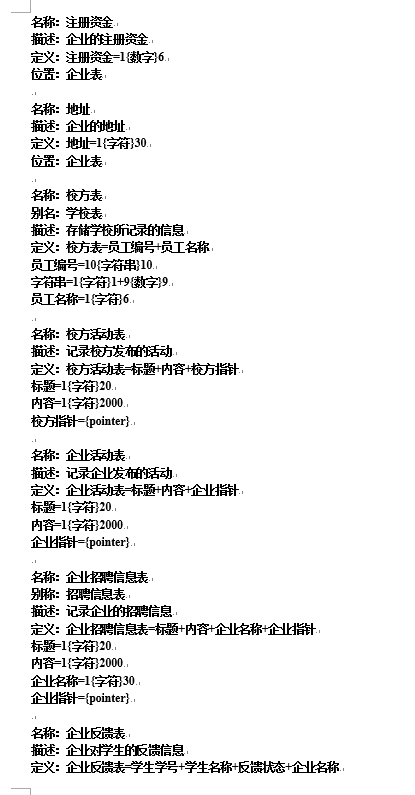 名称：注册资金
描述：企业的注册资金
定义：注册资金=1{数字}6
位置：企业表
名称：地址
描述：企业的地址
定义：地址=1{字符}30
位置：企业表
名称：校方表
别名：学校表
描述：存储学校所记录的信息
定义：校方表=员工编号+员工名称
员工编号=10{字符串}10
字符串=1{字符}1+9{数字}9
员工名称=1{字符}6
名称：校方活动表
描述：记录校方发布的活动
定义：校方活动表=标题+内容+校方指针
标题=1{字符}20
内容=1{字符}2000
校方指针={pointer}
名称：企业活动表
描述：记录企业发布的活动
定义：企业活动表=标题+内容+企业指针
标题=1{字符}20
内容=1{字符}2000
企业指针={pointer}
名称：企业招聘信息表
别称：招聘信息表
描述：记录企业的招聘信息
定义：企业招聘信息表=标题+内容+企业名称+企业指针
标题=1{字符}20
内容=1{字符}2000
企业名称=1{字符}30
企业指针={pointer}
名称：企业反馈表
描述：企业对学生的反馈信息
定义：企业反馈表=学生学号+学生名称+反馈状态+企业名称